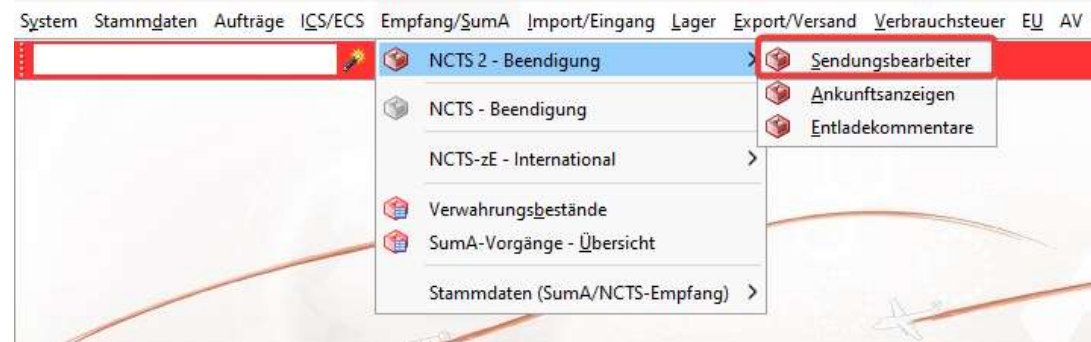 System Stammdaten Aufträge ICS/ECS Empfang/SumA Import/Eingang Lager Export/Versand Verbrauchsteuer EU AV
NCTS 2 - Beendigung
NCTS - Beendigung
NCTS-zE - International
Verwahrungsbestände
SumA-Vorgänge - Übersicht
Stammdaten (SumA/NCTS-Empfang)
Sendungsbearbeiter
Ankunftsanzeigen
Entladekommentare